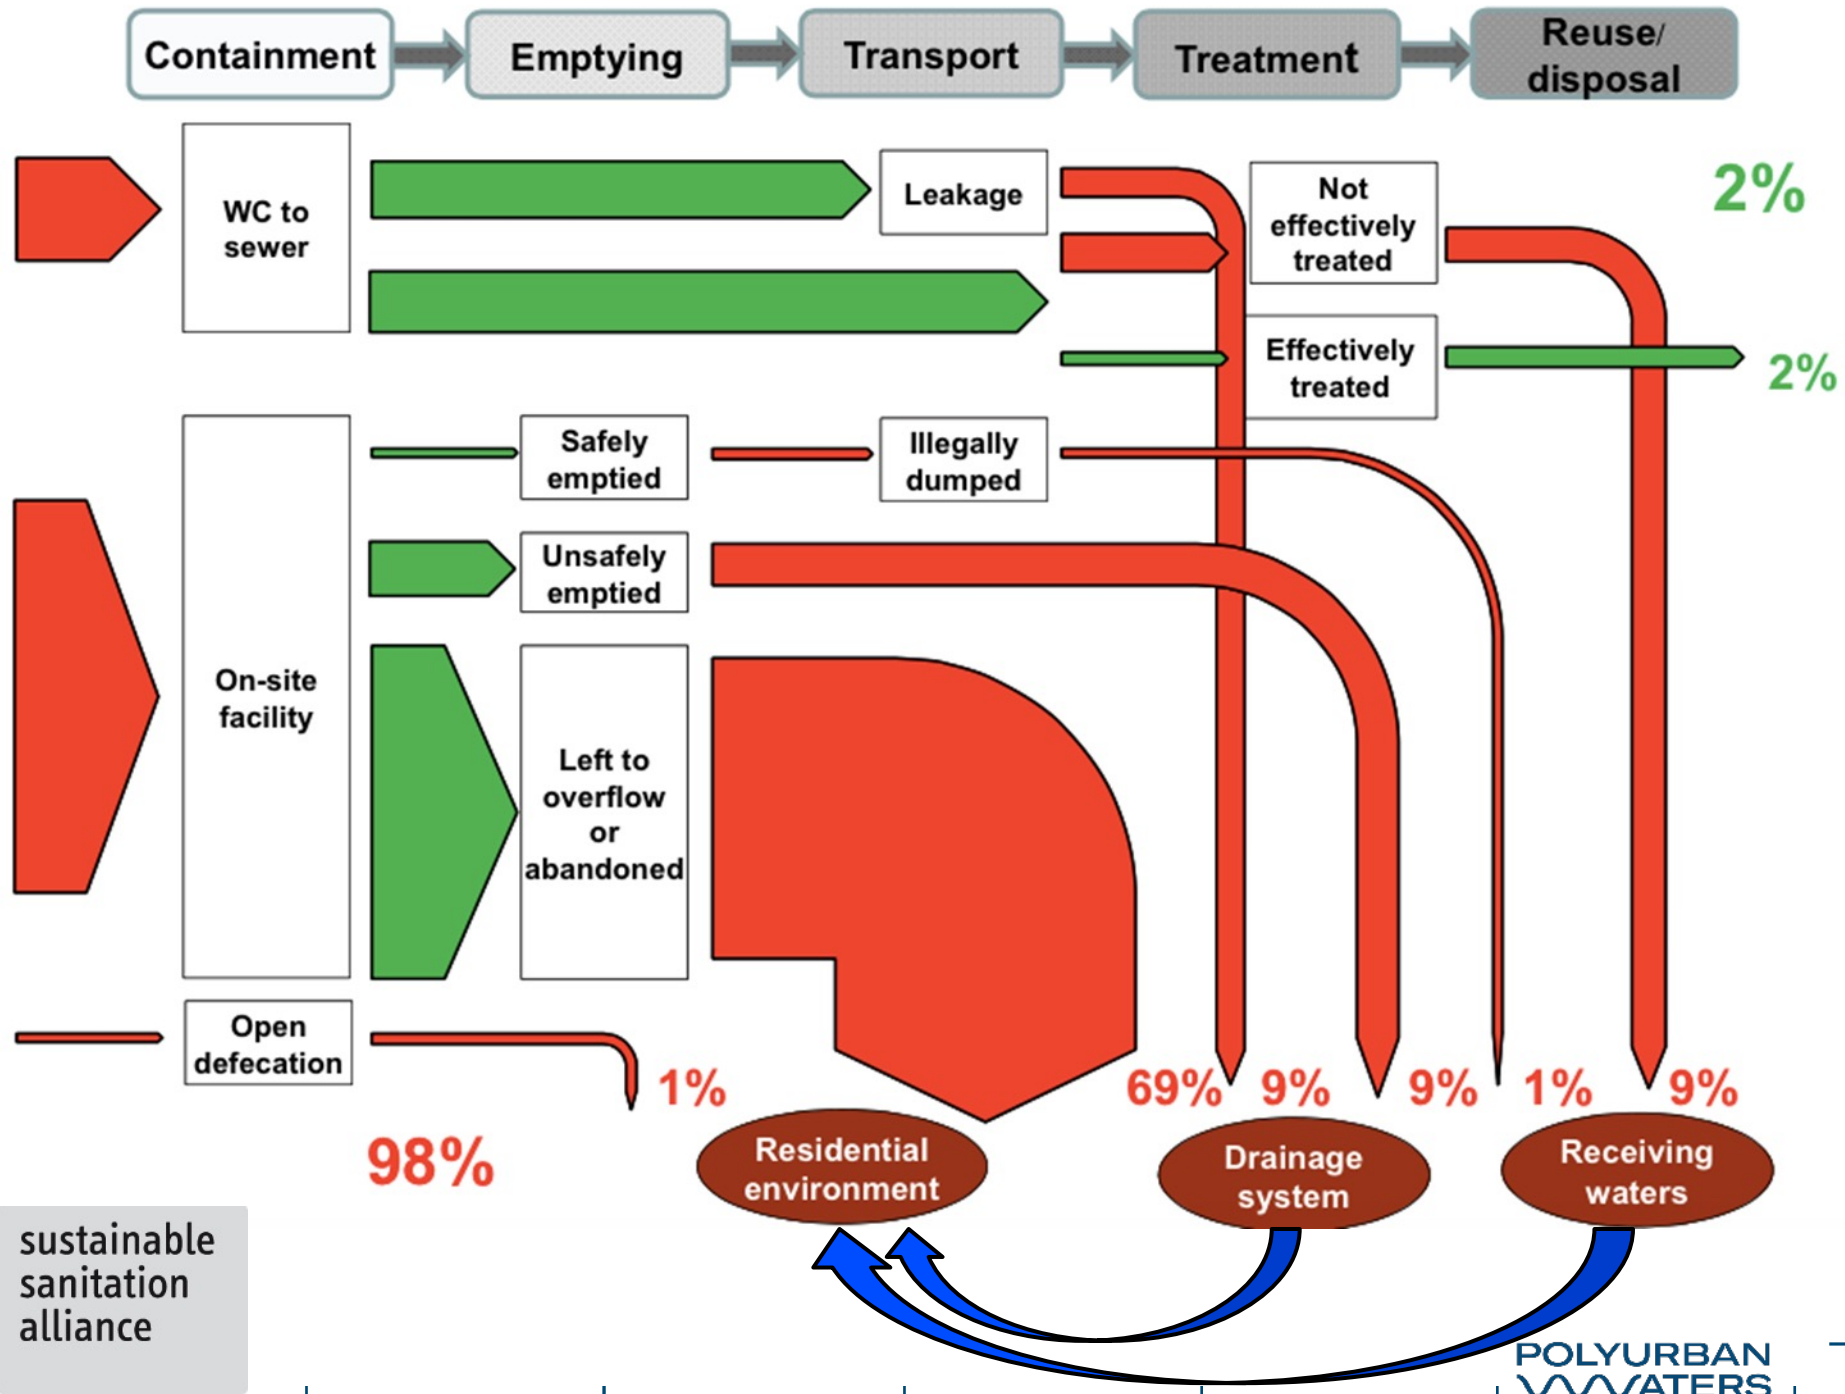 Containment
Emptying
Transport
Treatment
Reuse/
disposal
WC to
sewer
Leakage
Not
effectively
treated
2%
Effectively
treated
2%
Safely
emptied
Illegally
dumped
Unsafely
emptied
On-site
facility
Left to
overflow
or
abandoned
Open
defecation
1%
69%
9%
9%
1%
9%
98%
Residential
environment
Drainage
system
Receiving
waters
sustainable
sanitation
alliance
POLYURBAN
WATERS